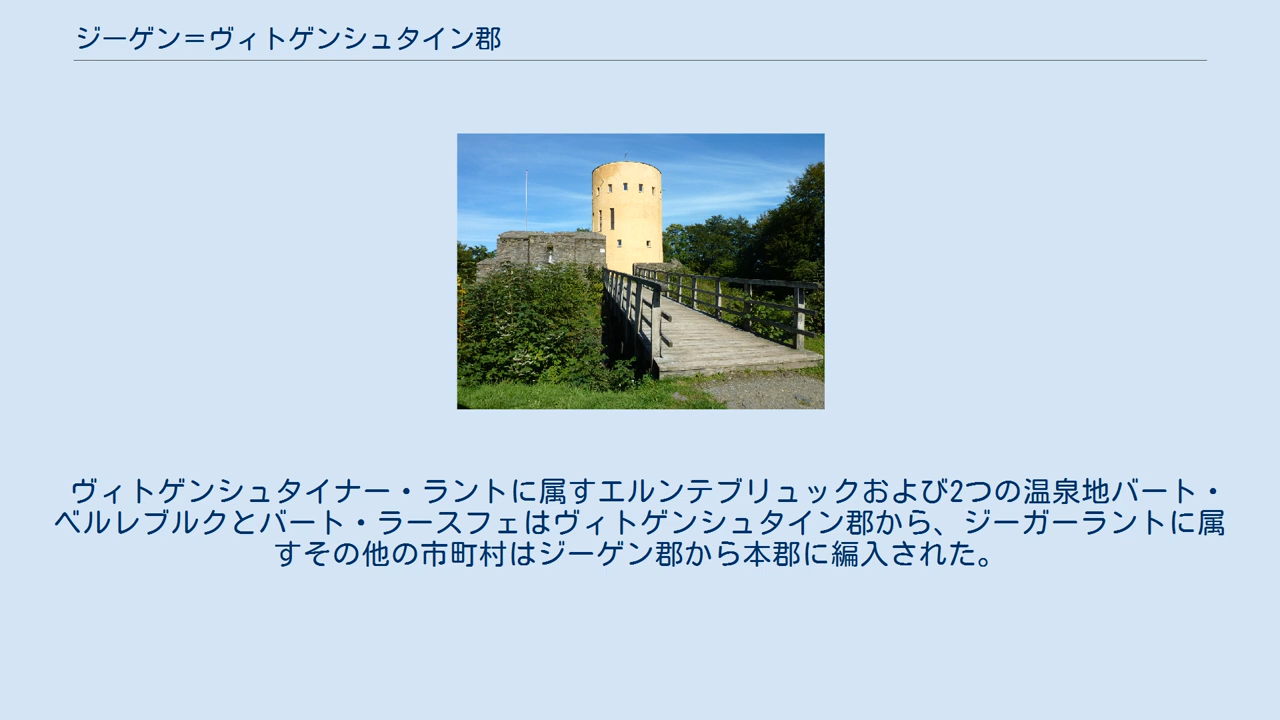 ジーゲン＝ヴィトゲンシュタイン郡
ヴィトゲンシュタイナー・ラントに属すエルンテブリュックおよび2つの温泉地バート・
ベルレブルクとバート・ラースフェはヴィトゲンシュタイン郡から、ジーガーラントに属
すその他の市町村はジーゲン郡から本郡に編入された。